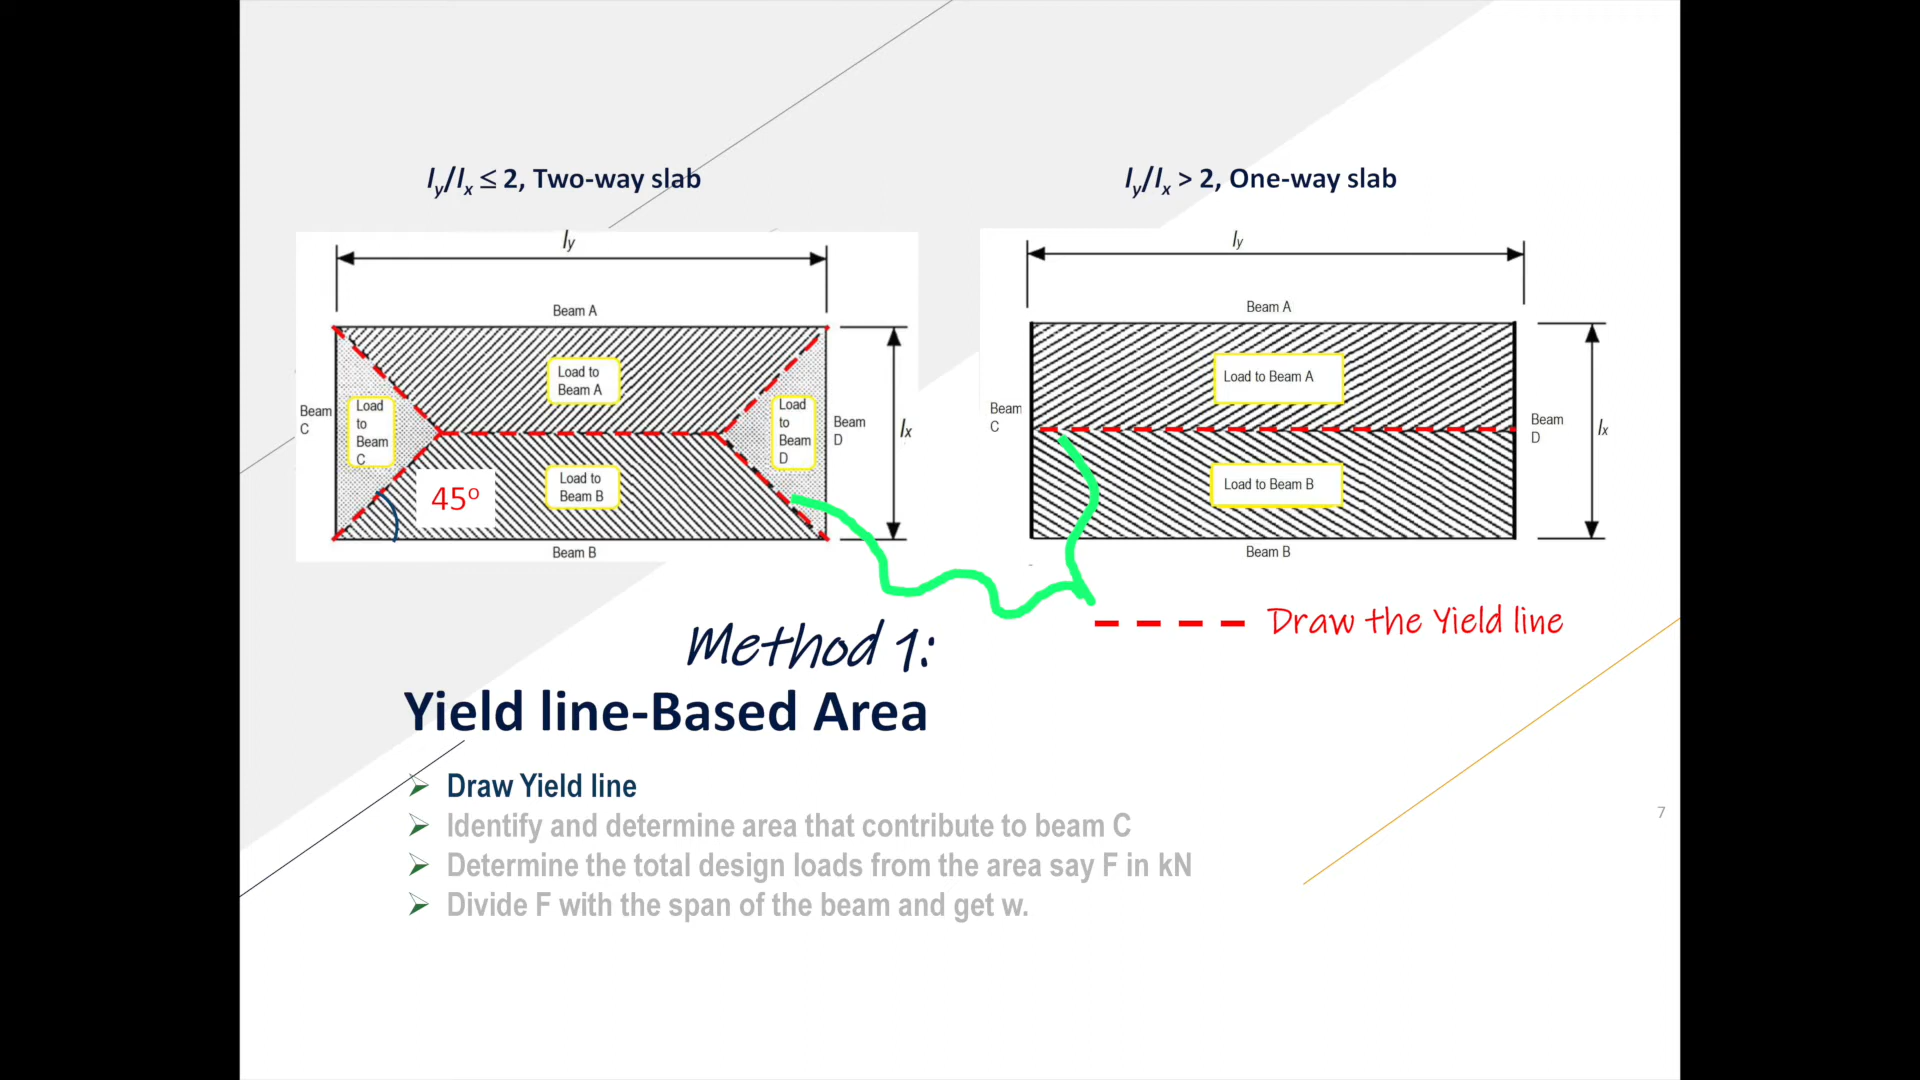 ly/lx ≤ 2, Two-way slab
ly/lx > 2, One-way slab
ly
Beam A
Load to
Beam A
Beam
C
Load
to
Beam
C
Load
to
Beam
D
Beam
D
lx
45º
Load to
Beam B
Beam B
ly
Beam A
Load to Beam A
Beam
C
Beam
D
lx
Load to Beam B
Beam B
Draw the Yield line
Method 1:
Yield line-Based Area
Draw Yield line
Identify and determine area that contribute to beam C
Determine the total design loads from the area say F in kN
Divide F with the span of the beam and get w.
7